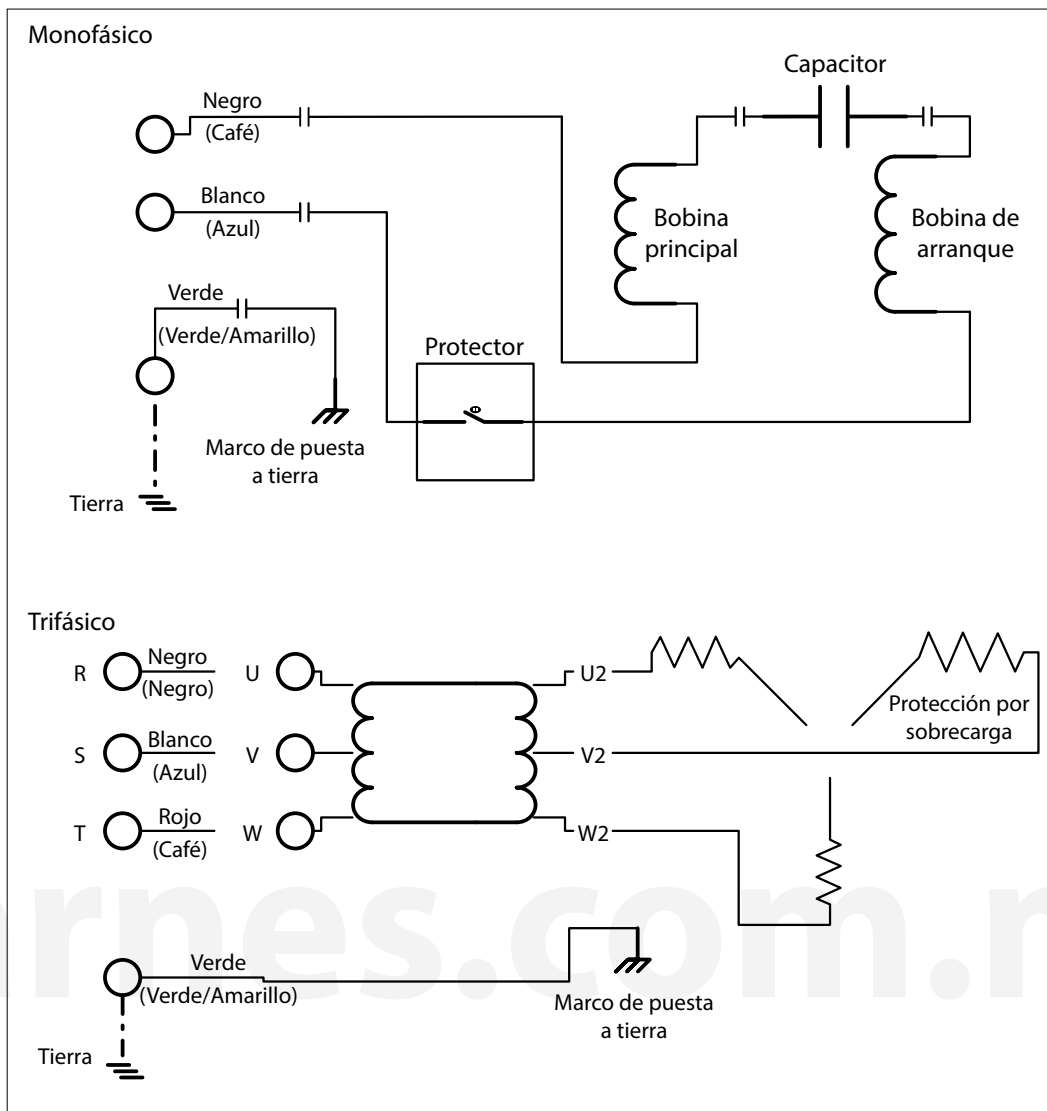 Monofásico
Capacitor
Negro
(Café)
Blanco
(Azul)
Bobina
principal
Bobina de
arranque
Verde
(Verde/Amarillo)
Protector
Marco de puesta
a tierra
Tierra
Trifásico
R
Negro
(Negro)
U
U2
Protección por
sobrecarga
S
Blanco
(Azul)
V
V2
T
Rojo
(Café)
W
W2
Verde
(Verde/Amarillo)
Marco de puesta
a tierra
Tierra
rnes.com.